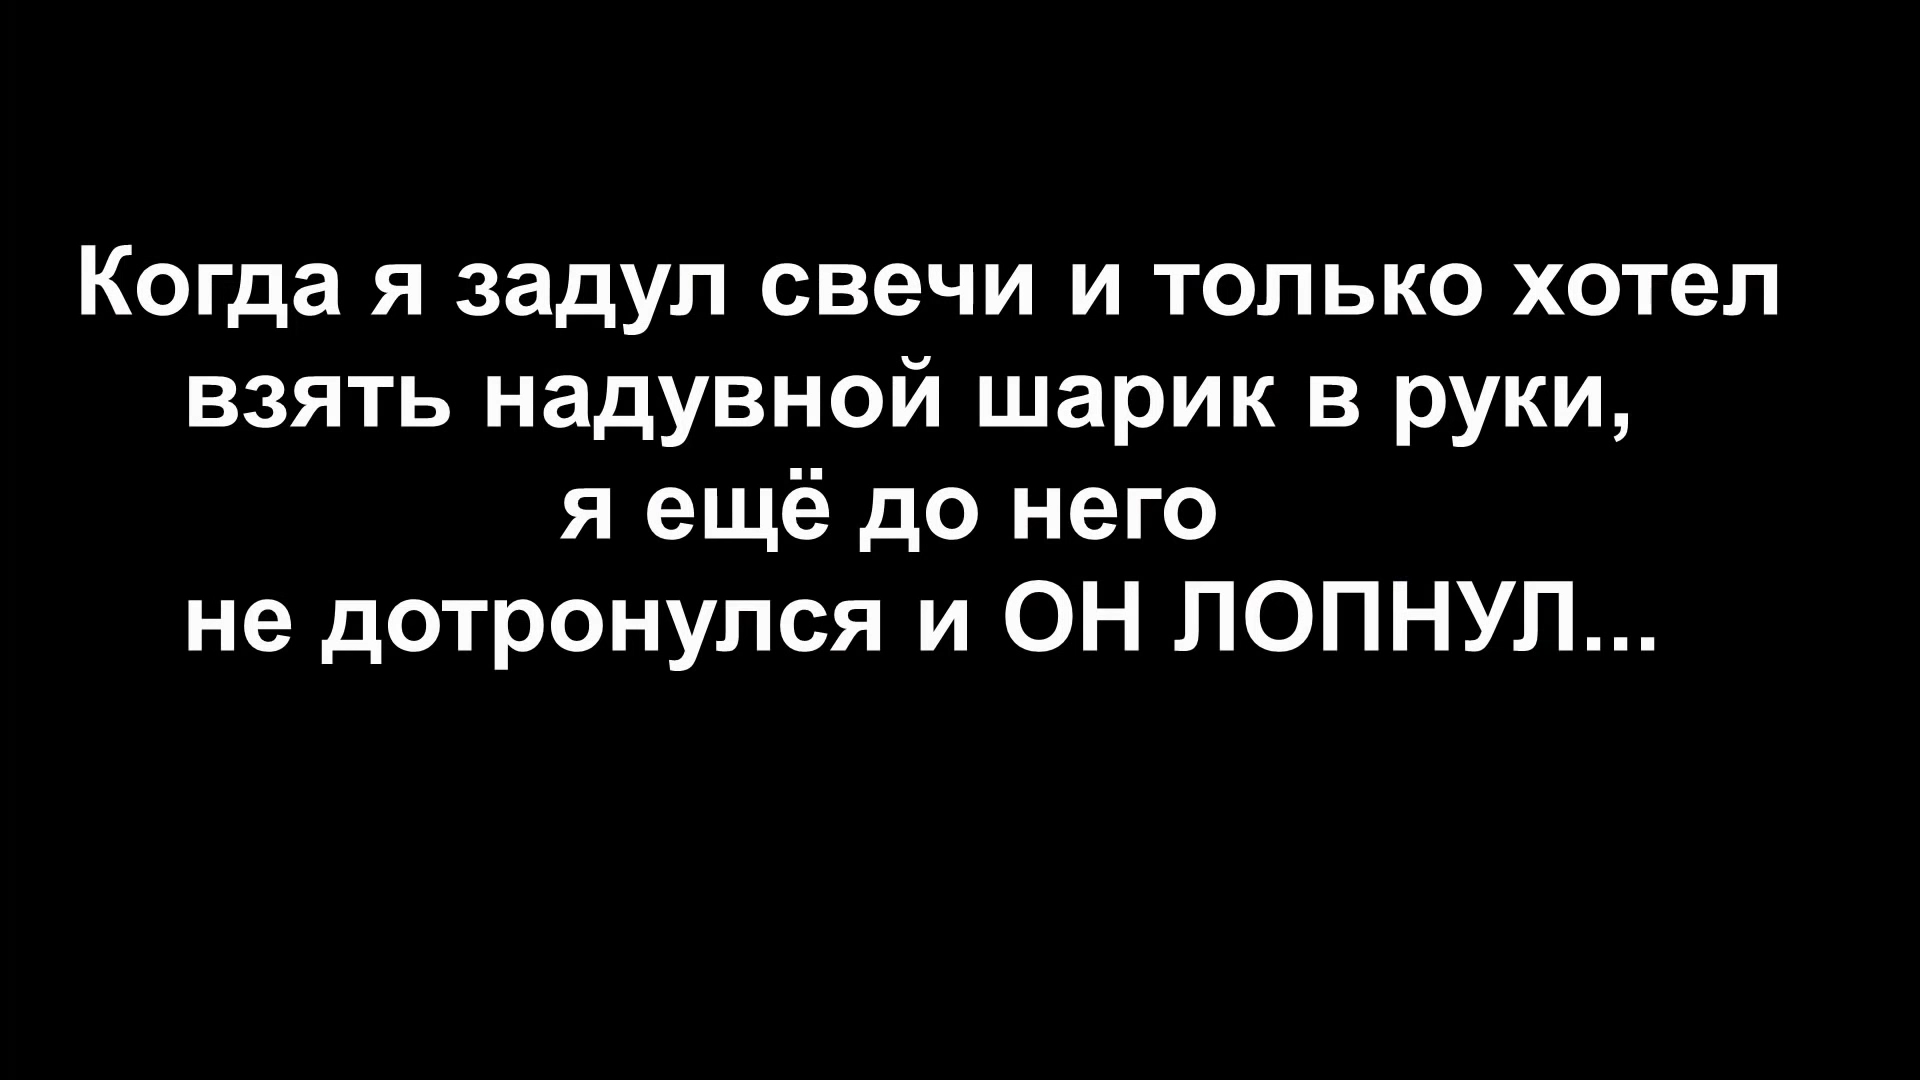 Когда я задул свечи и только хотел
взять надувной шарик в руки,
я ещё до него
не дотронулся и ОН ЛОПНУЛ...